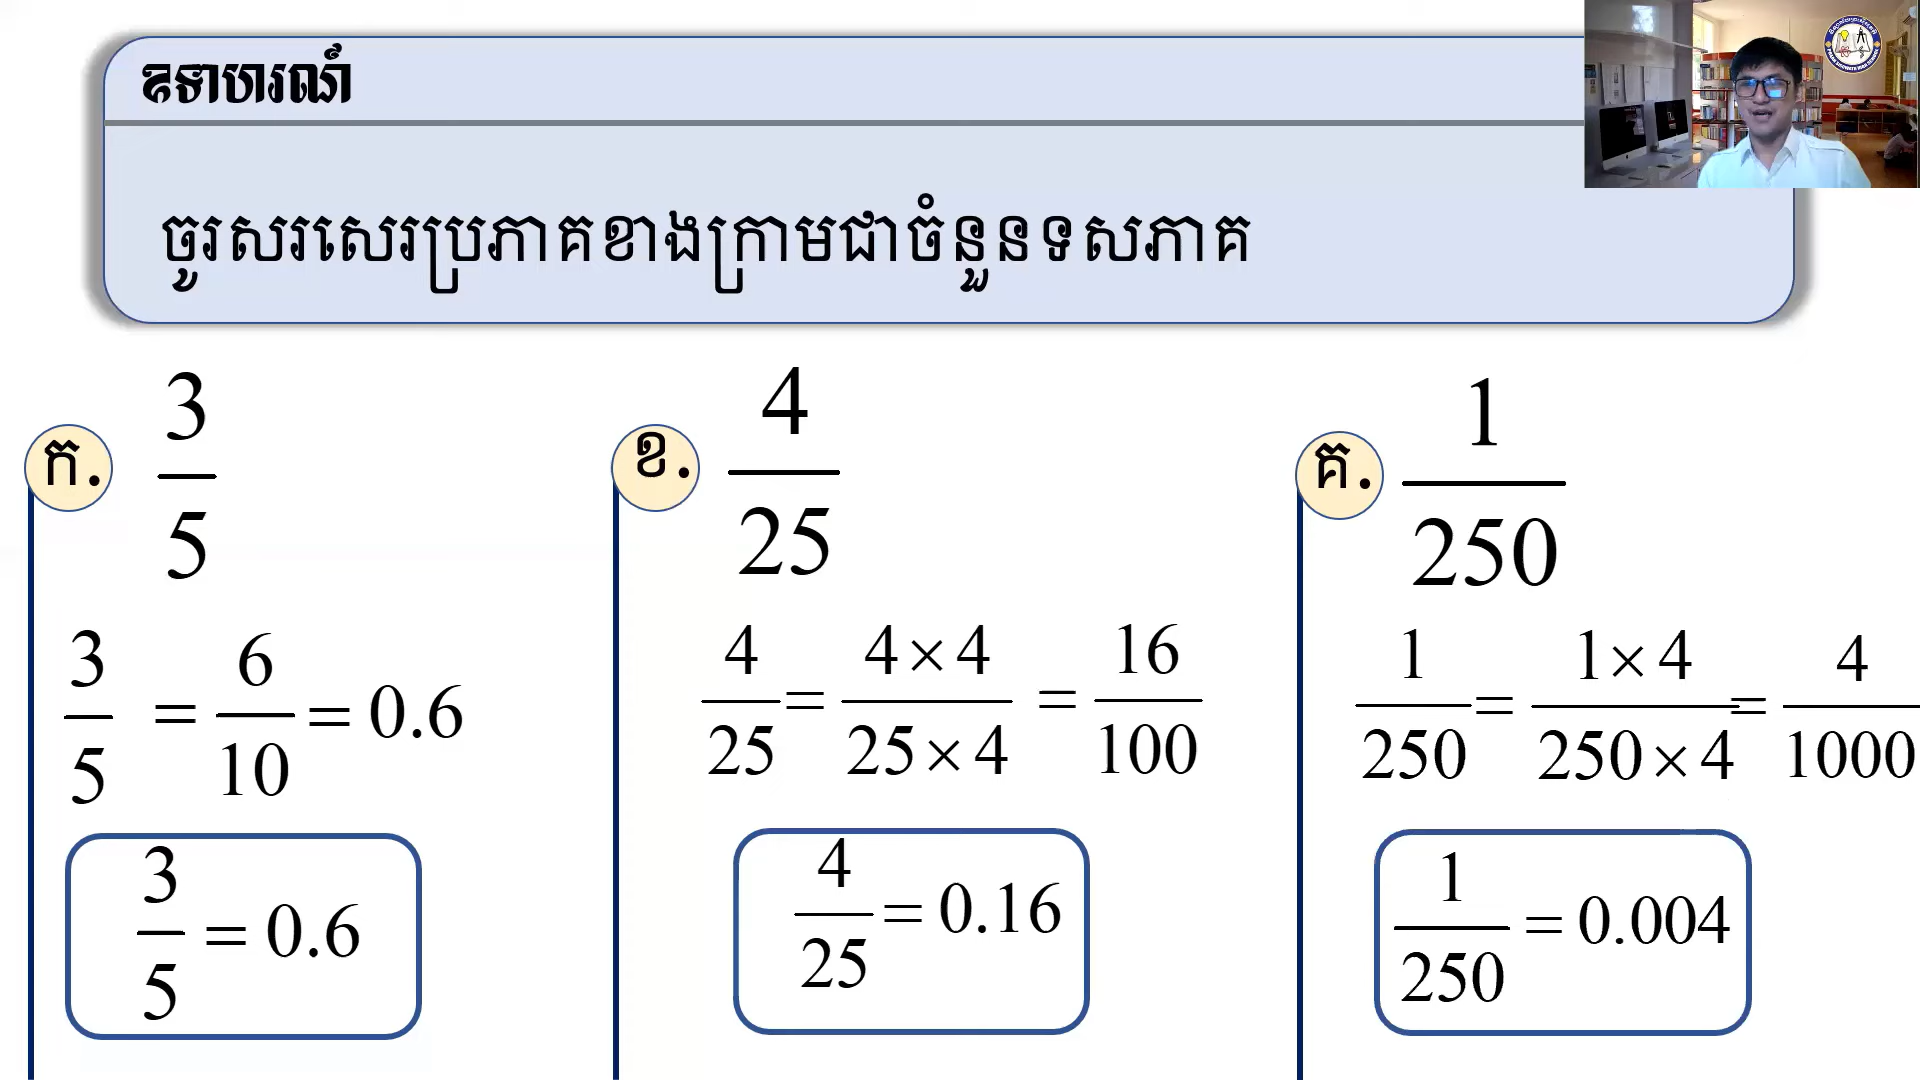 ឧទាហរណ៍
ចូរសរសេរប្រភាគខាងក្រាមជាចំនួនទសភាគ
ក. 3/5
3/5 = 6/10 = 0.6
3/5 = 0.6
ខ. 4/25
4/25 = 4×4/25×4 = 16/100
4/25 = 0.16
គ. 1/250
1/250 = 1×4/250×4 = 4/1000
1/250 = 0.004